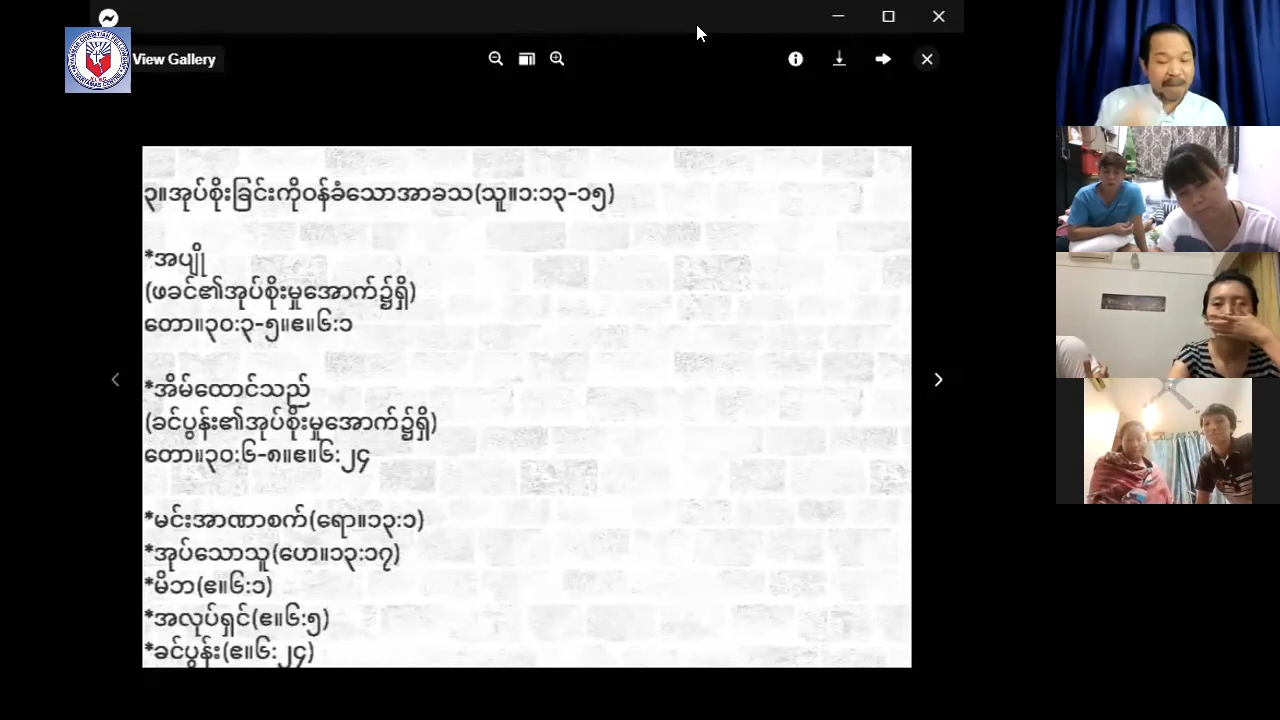 View Gallery
၃။အုပ်စိုးခြင်းကိုဝန်ခံသောအာခသ(သူ။၁:၁၃-၁၅)
*အပျို
(ဖခင်၏အုပ်စိုးမှုအောက်၌ရှိ)
တော။၃၀:၃-၅။ဧ။၆:၁
*အိမ်ထောင်သည်
(ခင်ပွန်း၏အုပ်စိုးမှုအောက်၌ရှိ)
တော။၃၀:၆-၈။ဧ။၆:၂၄
*မင်းအာဏာစက်(ရော။၁၃:၁)
*အုပ်သောသူ(ဟေ။၁၃:၁၇)
*မိဘ(ဧ။၆:၁)
*အလုပ်ရှင်(ဧ။၆:၅)
*ခင်ပွန်း(ဧ။၆:၂၄)